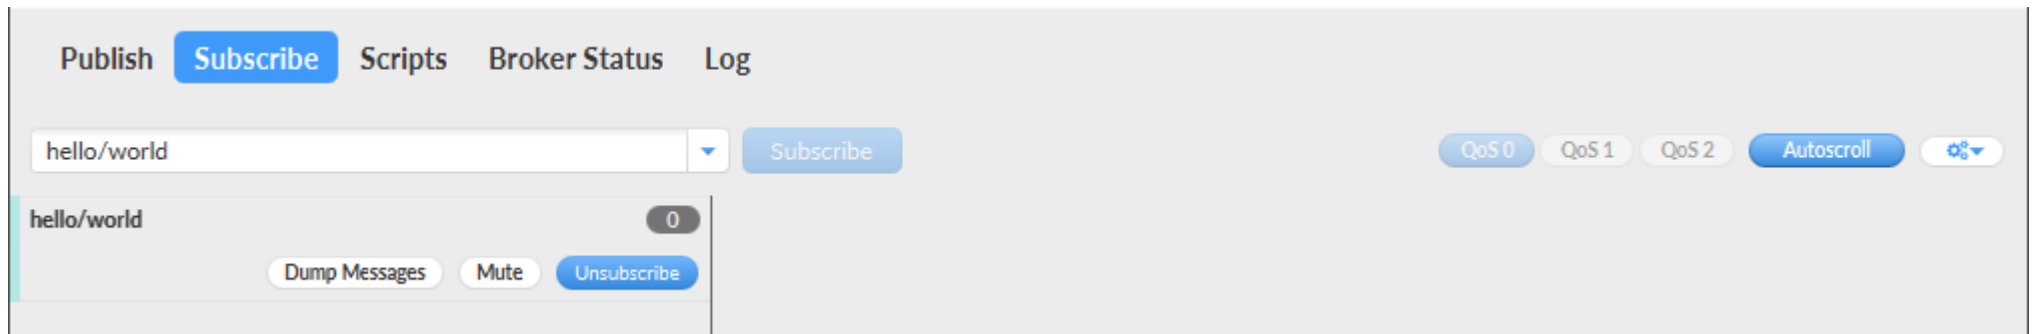 Publish Subscribe Scripts Broker Status Log
hello/world Subscribe QoS 0 QoS 1 QoS 2 Autoscroll
hello/world 0
Dump Messages Mute Unsubscribe